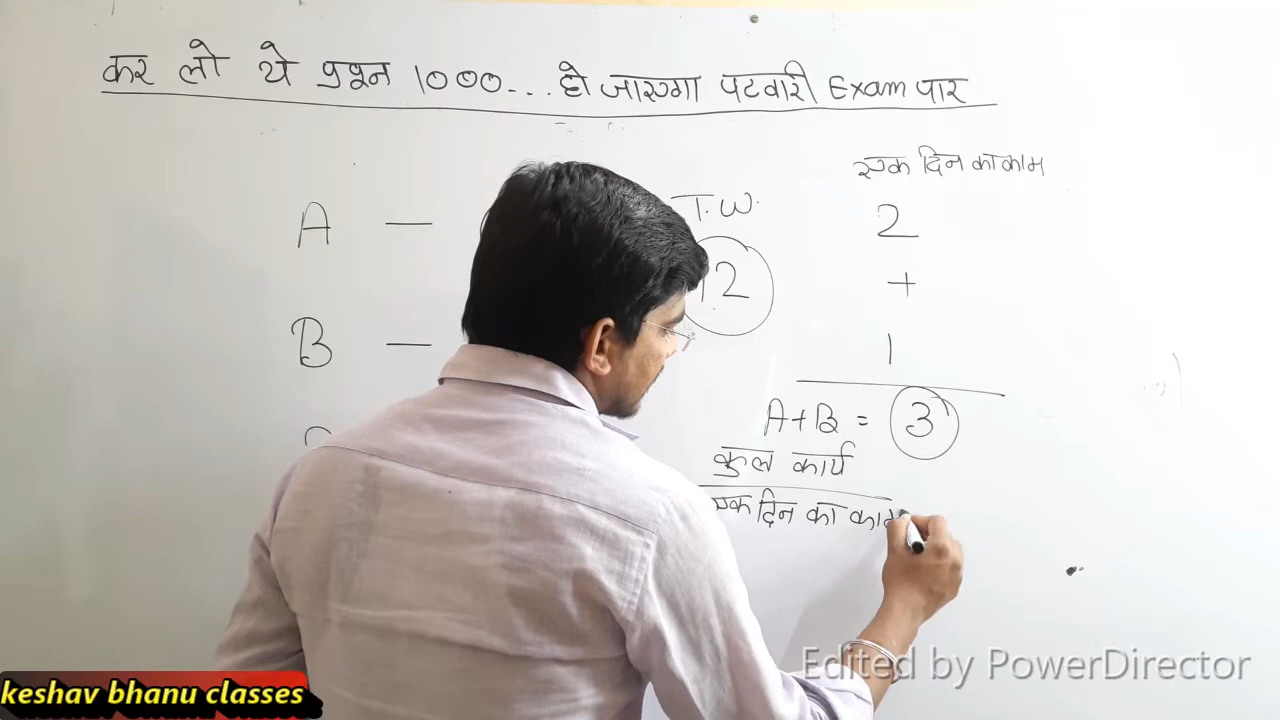 कर लो ये प्रश्न 1000... हो जाएगा पटवारी Exam पार
एक दिन का काम
T.W.
A — 12 2
+
B — 1
A+B = 3
कुल कार्य
एक दिन का काम
Edited by PowerDirector
keshav bhanu classes